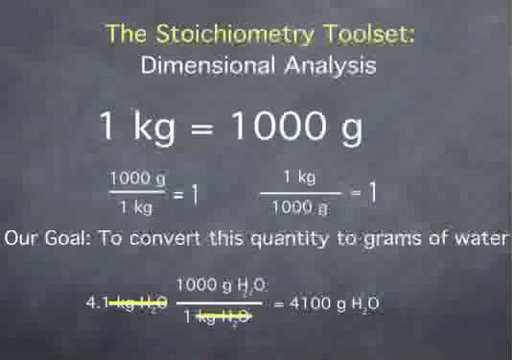 The Stoichiometry Toolset:
Dimensional Analysis
1 kg = 1000 g
1000 g / 1 kg = 1
1 kg / 1000 g = 1
Our Goal: To convert this quantity to grams of water
4.1 kg H₂O 1000 g H₂O / 1 kg H₂O = 4100 g H₂O